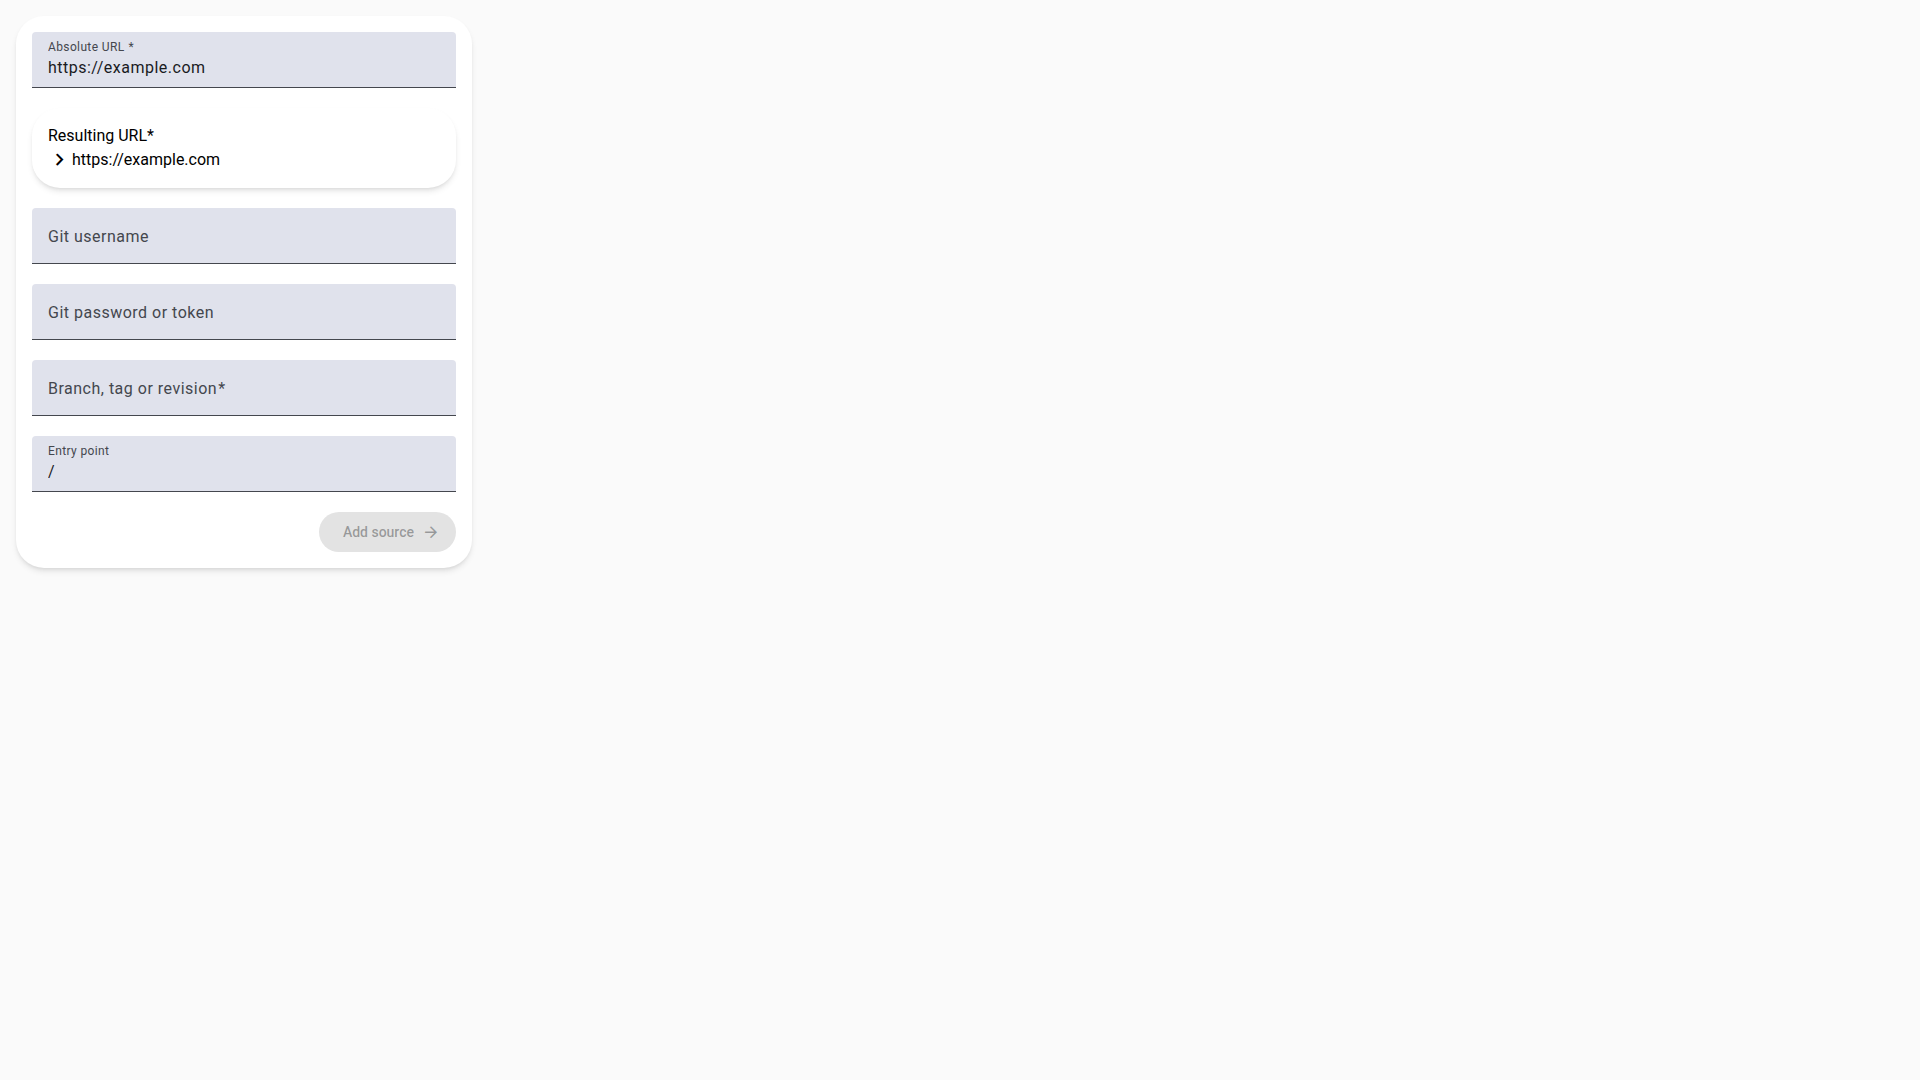 Absolute URL *
https://example.com
Resulting URL*
https://example.com
Git username
Git password or token
Branch, tag or revision*
Entry point
/
Add source